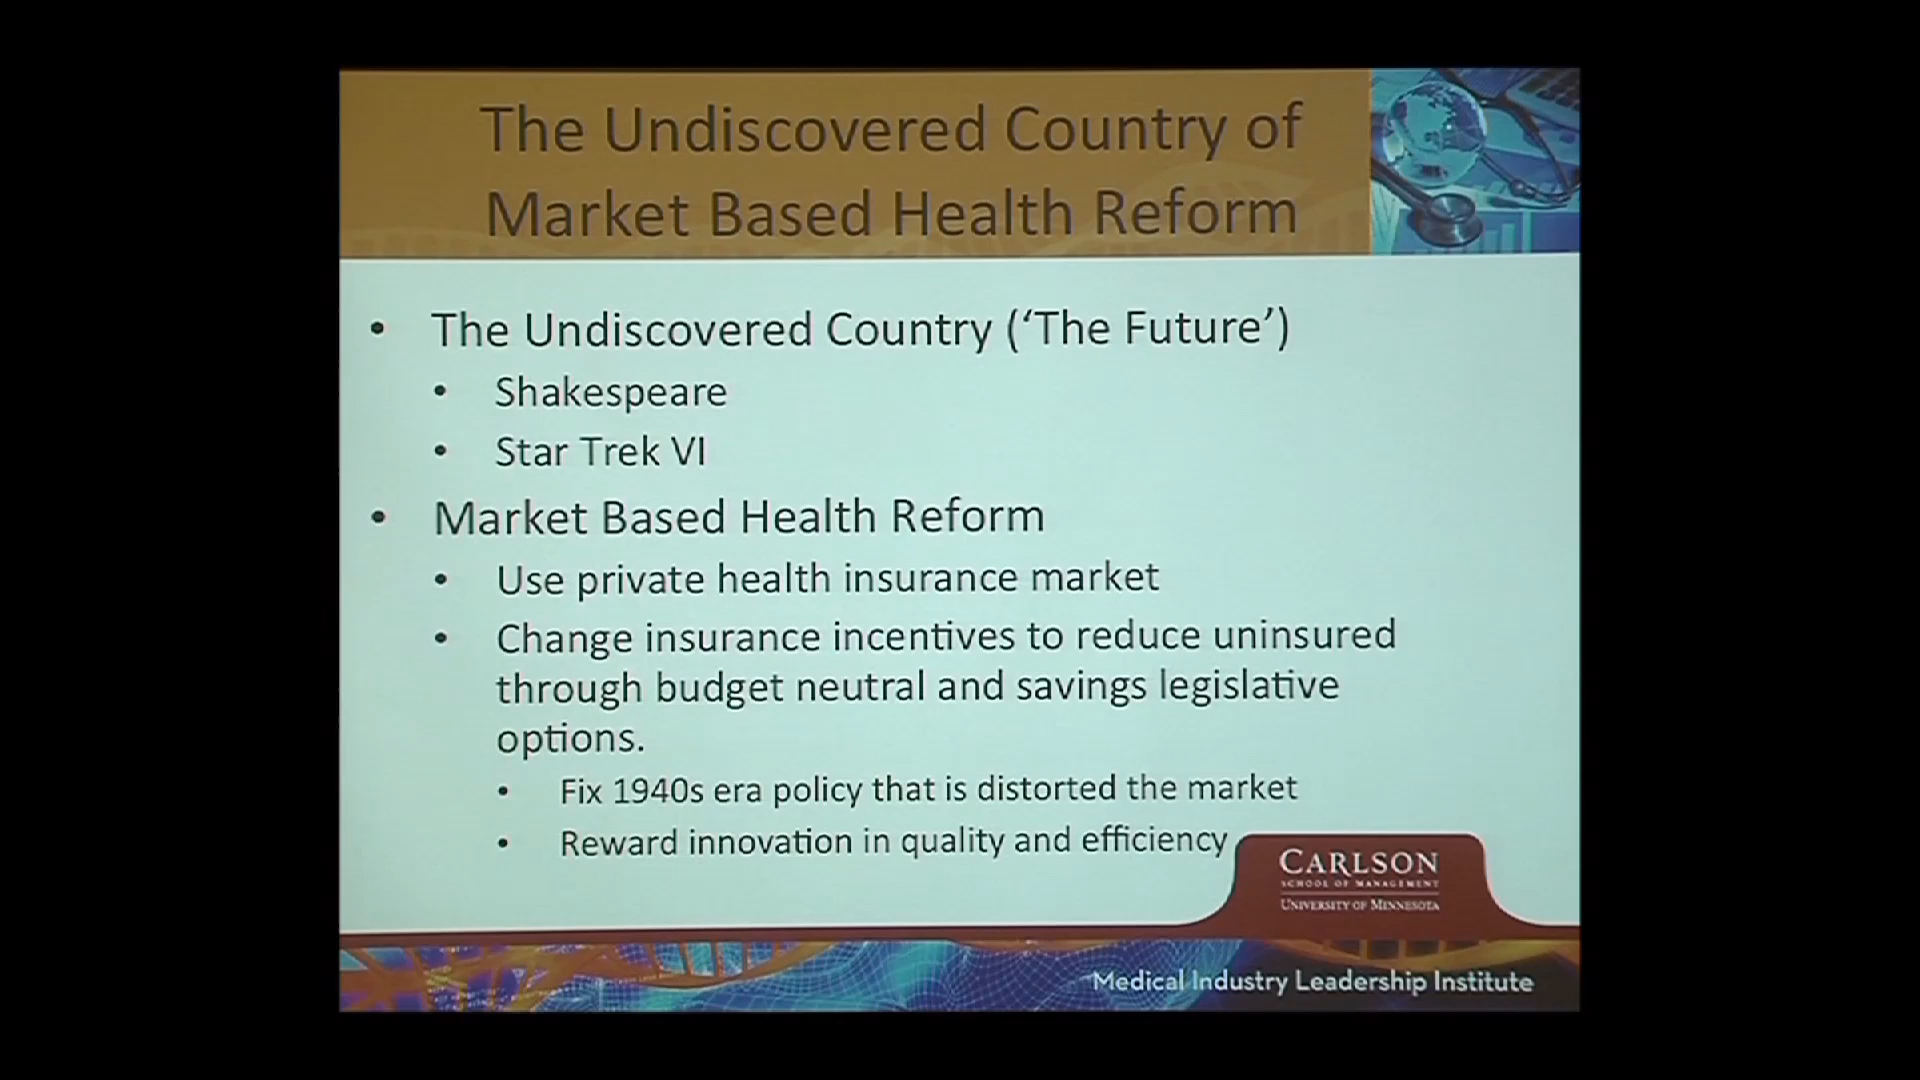 The Undiscovered Country of
Market Based Health Reform
• The Undiscovered Country (‘The Future’)
• Shakespeare
• Star Trek VI
• Market Based Health Reform
• Use private health insurance market
• Change insurance incentives to reduce uninsured
through budget neutral and savings legislative
options.
• Fix 1940s era policy that is distorted the market
• Reward innovation in quality and efficiency
CARLSON
SCHOOL OF MANAGEMENT
UNIVERSITY OF MINNESOTA
Medical Industry Leadership Institute